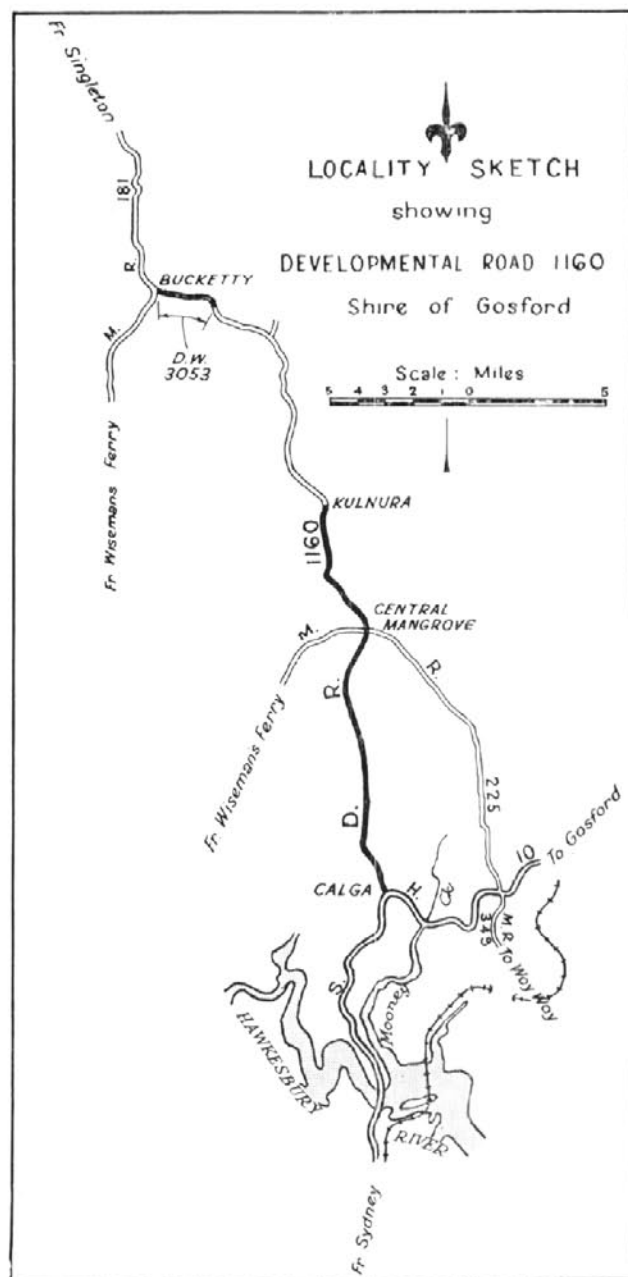 Fr Singleton
LOCALITY SKETCH
showing
DEVELOPMENTAL ROAD 1160
Shire of Gosford
Scale: Miles
5 4 3 2 1 0 5
M. R. 181
BUCKETTY
D.W.
3053
Fr Wisemans Ferry
KULNURA
1160
CENTRAL
MANGROVE
M. R. 225
Fr Wisemans Ferry
D. R.
CALGA
S. H. 10
To Gosford
M R
349
To Woy Woy
Mooney
Ck
HAWKESBURY
RIVER
Fr Sydney